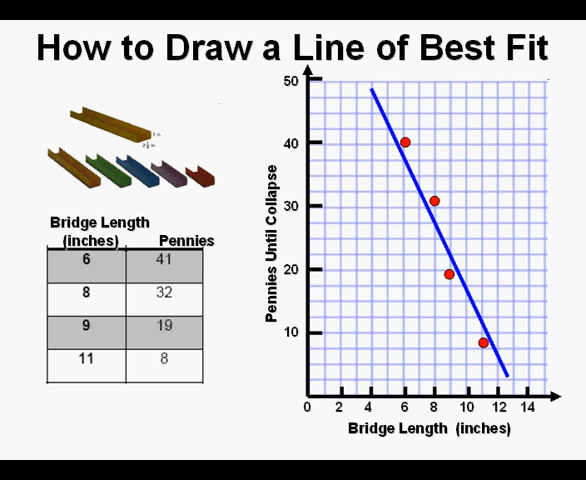 How to Draw a Line of Best Fit
1 in.
Bridge Length
(inches) Pennies
6 41
8 32
9 19
11 8
Pennies Until Collapse
50
40
30
20
10
0 2 4 6 8 10 12 14
Bridge Length (inches)